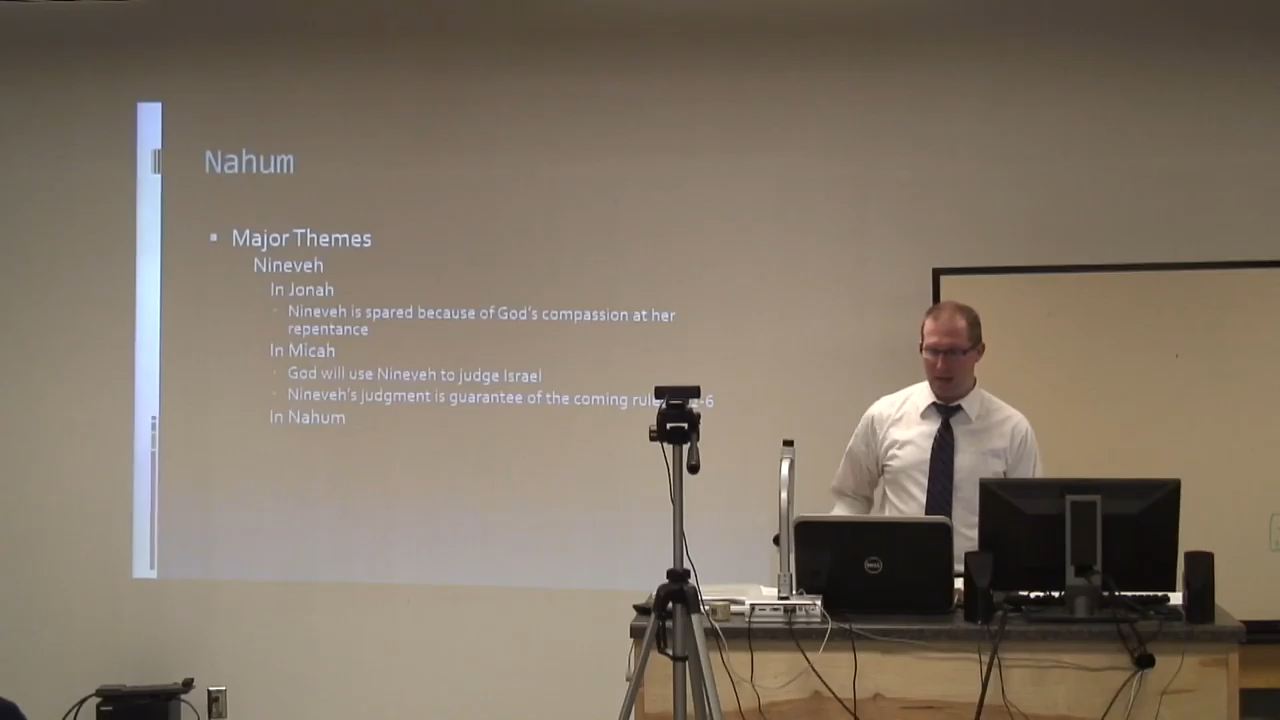 Nahum
Major Themes
Nineveh
In Jonah
Nineveh is spared because of God's compassion at her
repentance
In Micah
God will use Nineveh to judge Israel
Nineveh's judgment is guarantee of the coming -6
In Nahum
DELL